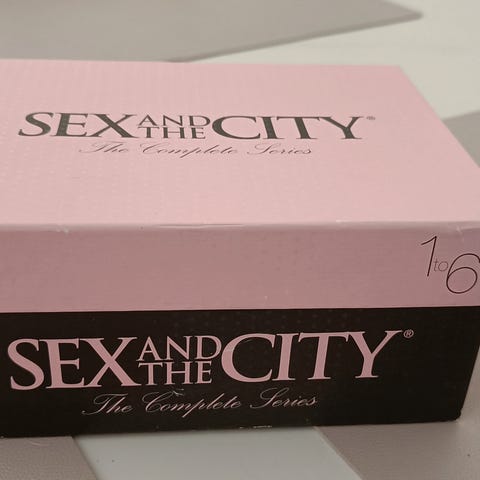 SEX AND THE CITY®
The Complete Series
1 to 6
SEX AND THE CITY®
The Complete Series